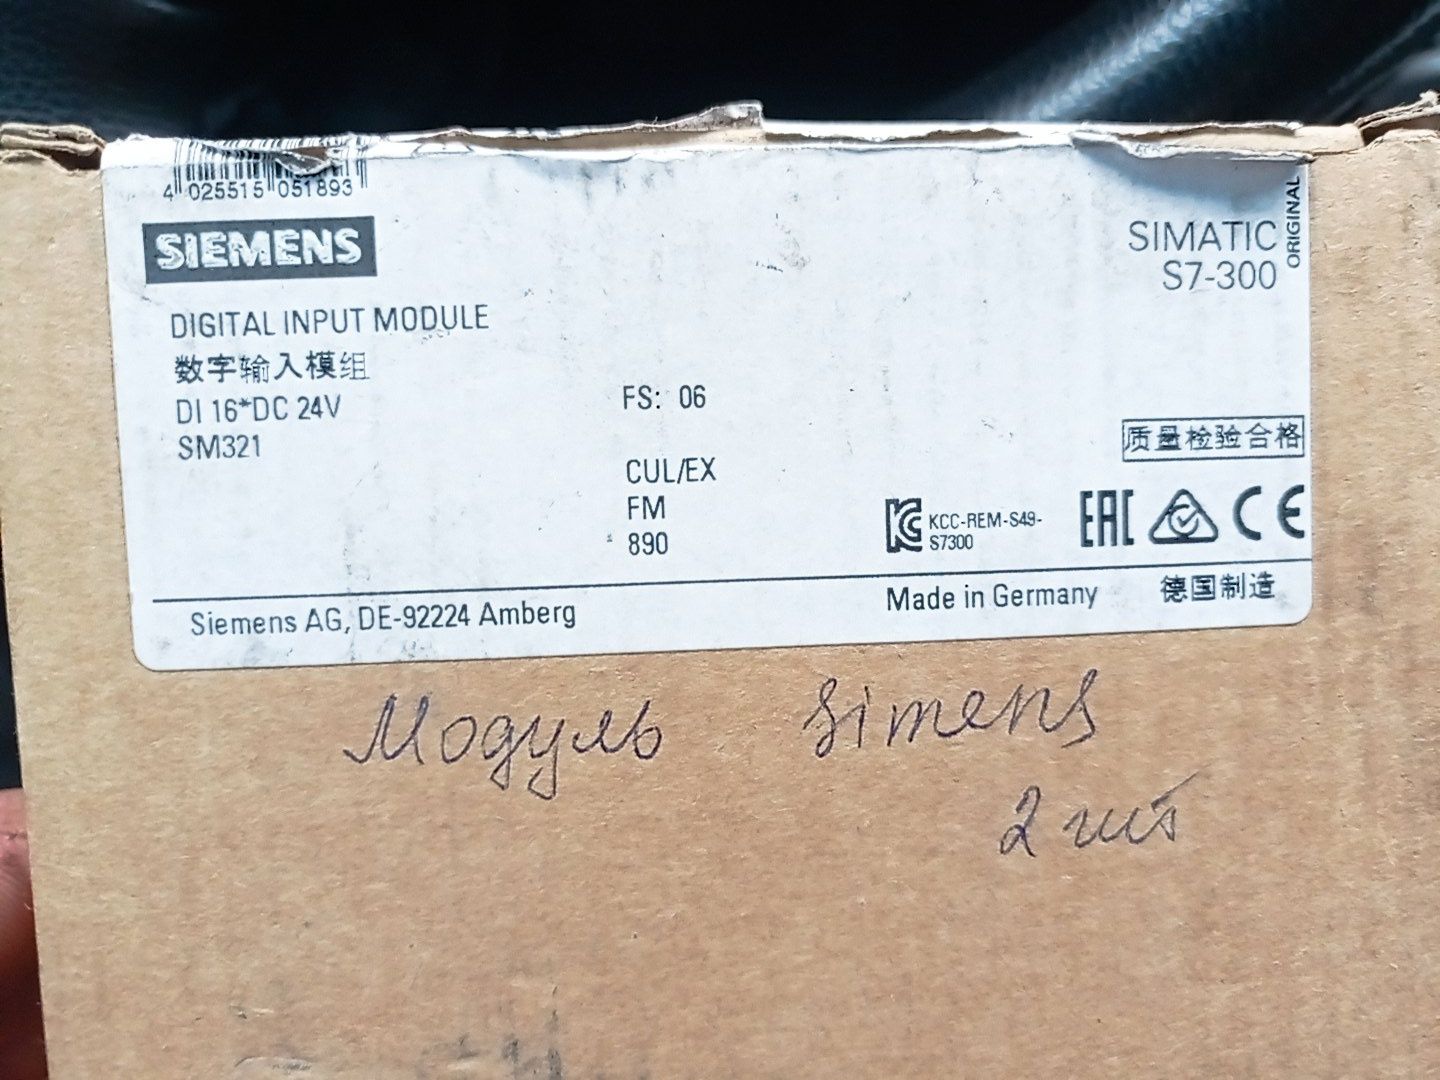 4 025515 051893
SIEMENS
SIMATIC
S7-300
ORIGINAL
DIGITAL INPUT MODULE
数字输入模组
DI 16*DC 24V
SM321
FS: 06
CUL/EX
FM
890
质量检验合格
KCC-REM-S49-
S7300
EAC
CE
Siemens AG, DE-92224 Amberg
Made in Germany 德国制造
Модуль Simens
2 шт